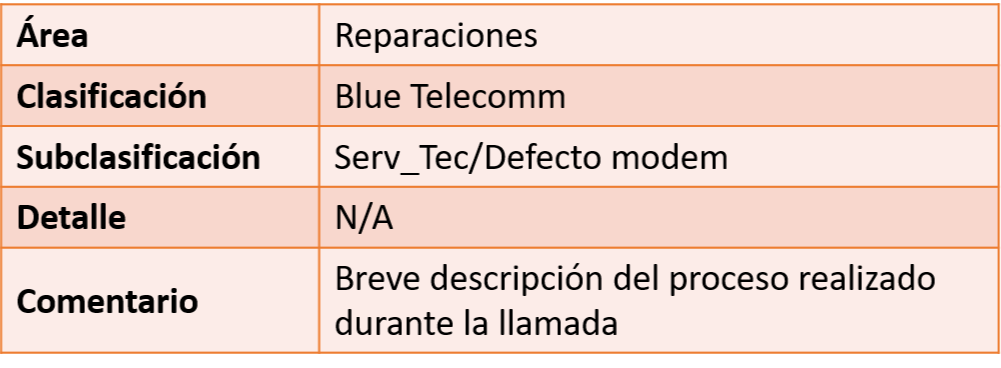 Área Reparaciones
Clasificación Blue Telecomm
Subclasificación Serv_Tec/Defecto modem
Detalle N/A
Comentario Breve descripción del proceso realizado
durante la llamada